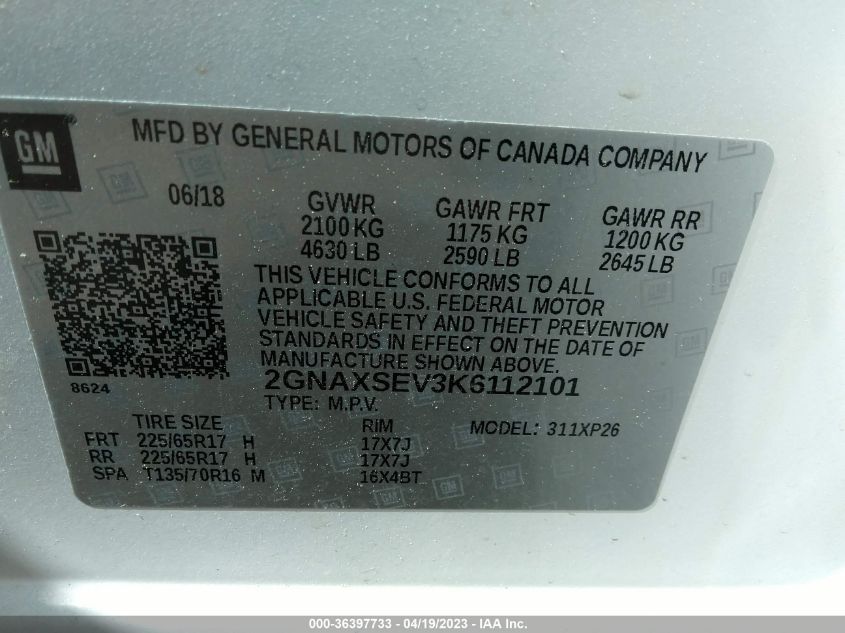 GM
MFD BY GENERAL MOTORS OF CANADA COMPANY
06/18 GVWR GAWR FRT GAWR RR
2100 KG 1175 KG 1200 KG
4630 LB 2590 LB 2645 LB
THIS VEHICLE CONFORMS TO ALL
APPLICABLE U.S. FEDERAL MOTOR
VEHICLE SAFETY AND THEFT PREVENTION
STANDARDS IN EFFECT ON THE DATE OF
MANUFACTURE SHOWN ABOVE.
8624
2GNAXSEV3K6112101
TYPE: M.P.V.
TIRE SIZE RIM MODEL: 311XP26
FRT 225/65R17 H 17X7J
RR 225/65R17 H 17X7J
SPA T135/70R16 M 16X4BT
000-36397733 - 04/19/2023 - IAA Inc.